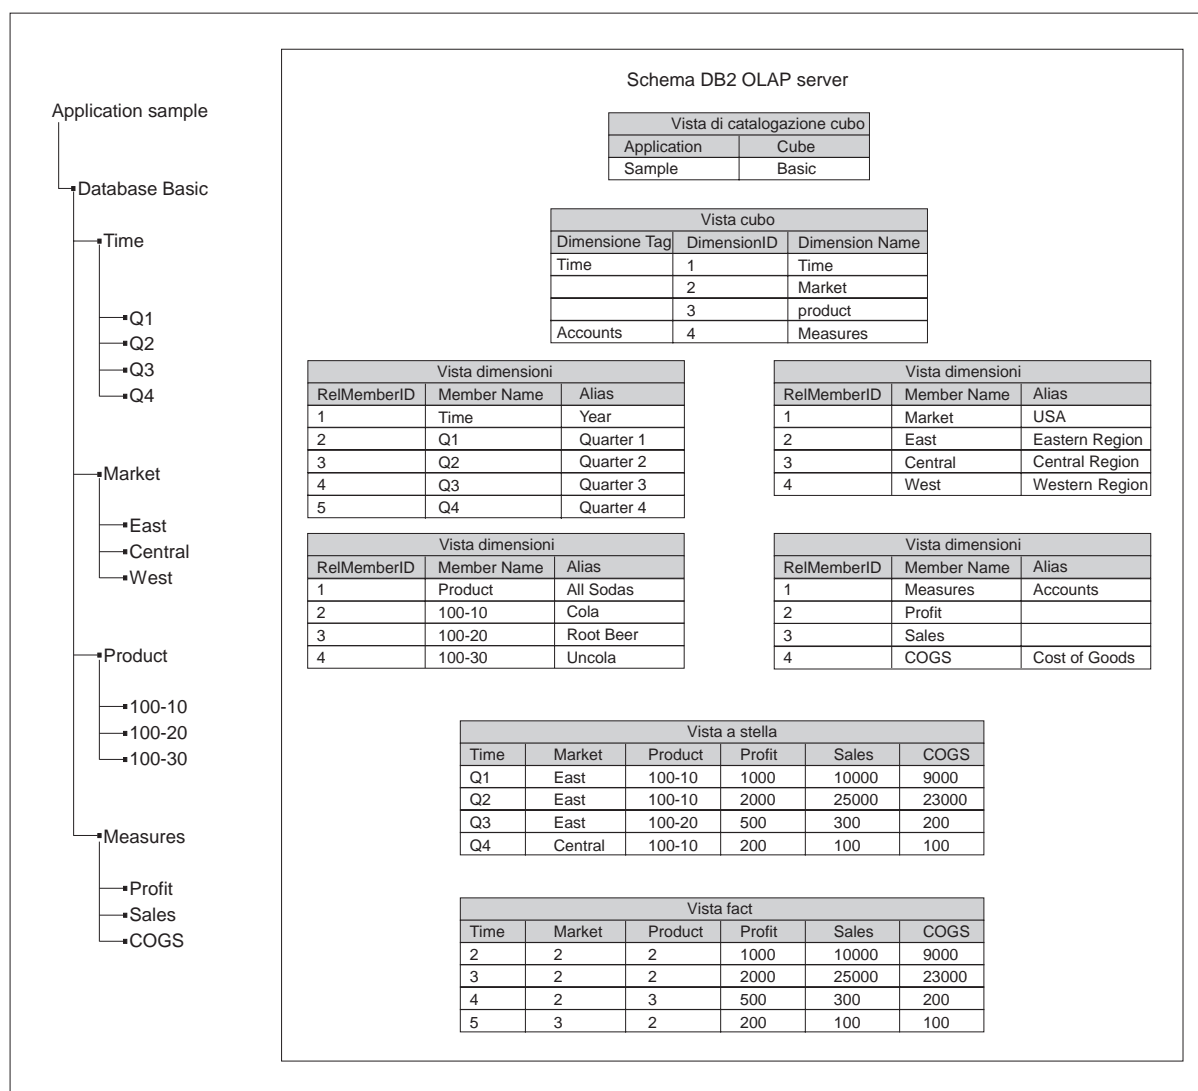 Application sample
Database Basic
Time
Q1
Q2
Q3
Q4
Market
East
Central
West
Product
100-10
100-20
100-30
Measures
Profit
Sales
COGS
Schema DB2 OLAP server
Vista di catalogazione cubo
Application Cube
Sample Basic
Vista cubo
Dimensione Tag DimensionID Dimension Name
Time 1 Time
2 Market
3 product
Accounts 4 Measures
Vista dimensioni
RelMemberID Member Name Alias
1 Time Year
2 Q1 Quarter 1
3 Q2 Quarter 2
4 Q3 Quarter 3
5 Q4 Quarter 4
Vista dimensioni
RelMemberID Member Name Alias
1 Market USA
2 East Eastern Region
3 Central Central Region
4 West Western Region
Vista dimensioni
RelMemberID Member Name Alias
1 Product All Sodas
2 100-10 Cola
3 100-20 Root Beer
4 100-30 Uncola
Vista dimensioni
RelMemberID Member Name Alias
1 Measures Accounts
2 Profit
3 Sales
4 COGS Cost of Goods
Vista a stella
Time Market Product Profit Sales COGS
Q1 East 100-10 1000 10000 9000
Q2 East 100-10 2000 25000 23000
Q3 East 100-20 500 300 200
Q4 Central 100-10 200 100 100
Vista fact
Time Market Product Profit Sales COGS
2 2 2 1000 10000 9000
3 2 2 2000 25000 23000
4 2 3 500 300 200
5 3 2 200 100 100